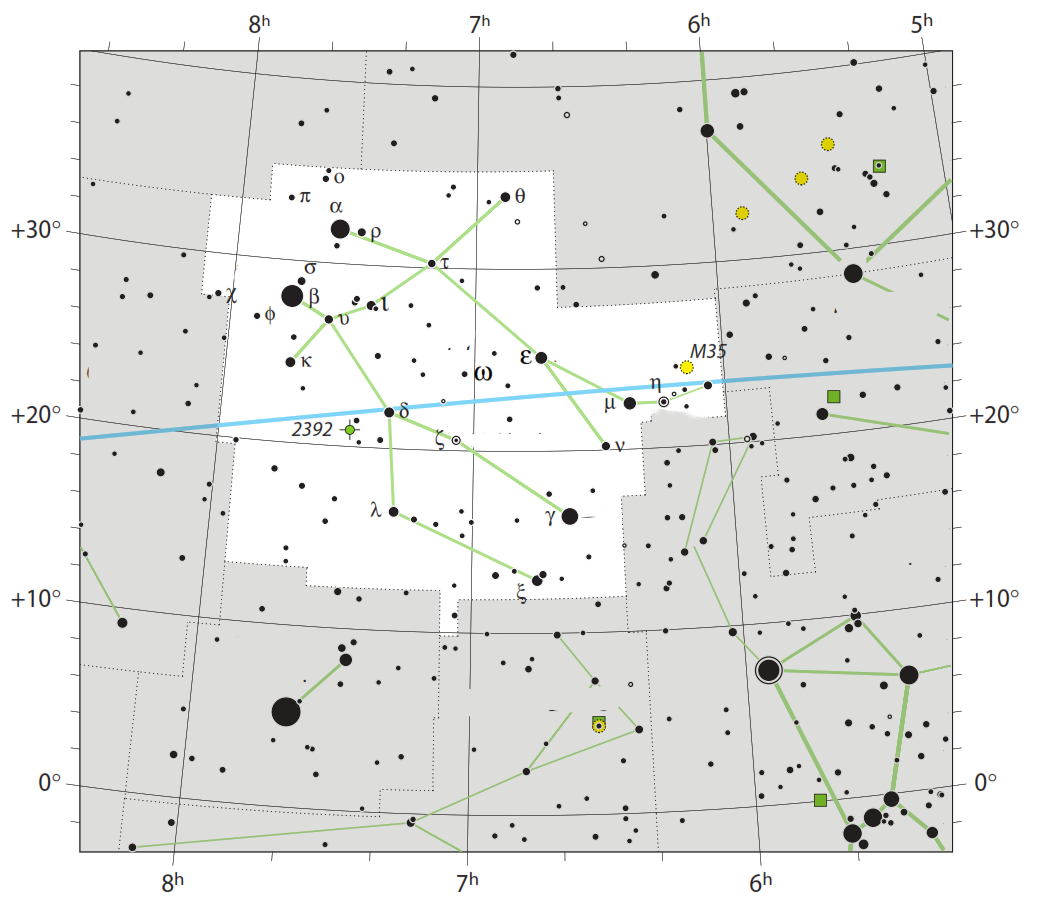 8h 7h 6h 5h
ο
π
α
θ
ρ
+30° +30°
τ
σ
χ
β
ι
φ
υ
ε
M35
κ
ω
η
μ
+20° +20°
δ
2392
ζ
ν
λ
γ
ξ
+10° +10°
0° 0°
8h 7h 6h